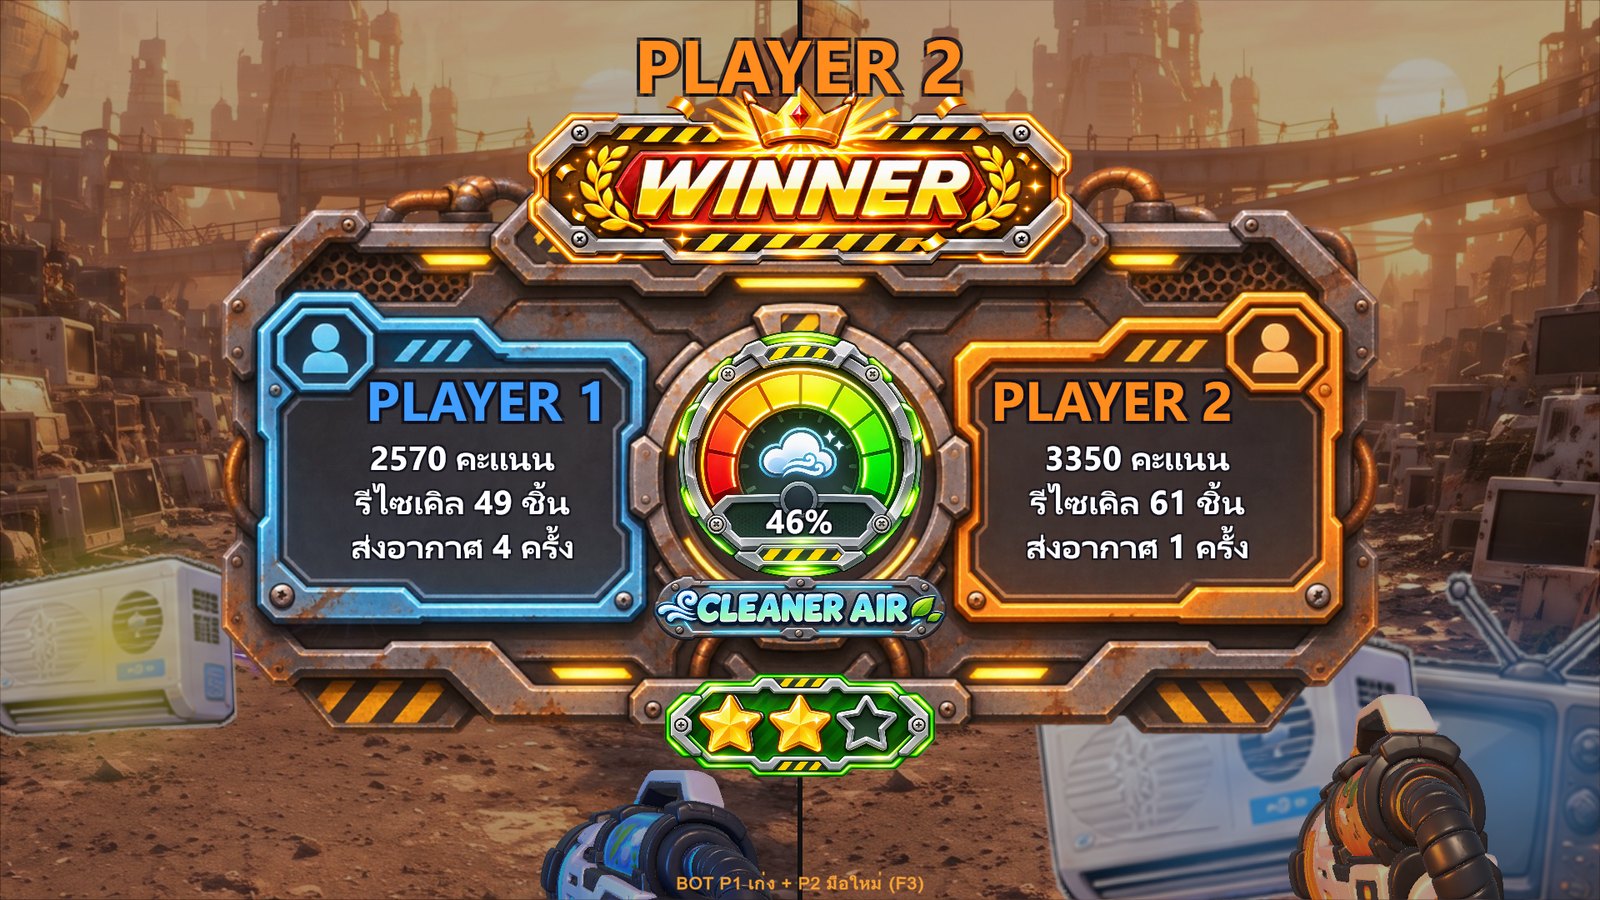 PLAYER 2
WINNER
PLAYER 1
2570 คะแนน
รีไซเคิล 49 ชิ้น
ส่งอากาศ 4 ครั้ง
46%
CLEANER AIR
PLAYER 2
3350 คะแนน
รีไซเคิล 61 ชิ้น
ส่งอากาศ 1 ครั้ง
BOT P1 เก่ง + P2 มือใหม่ (F3)